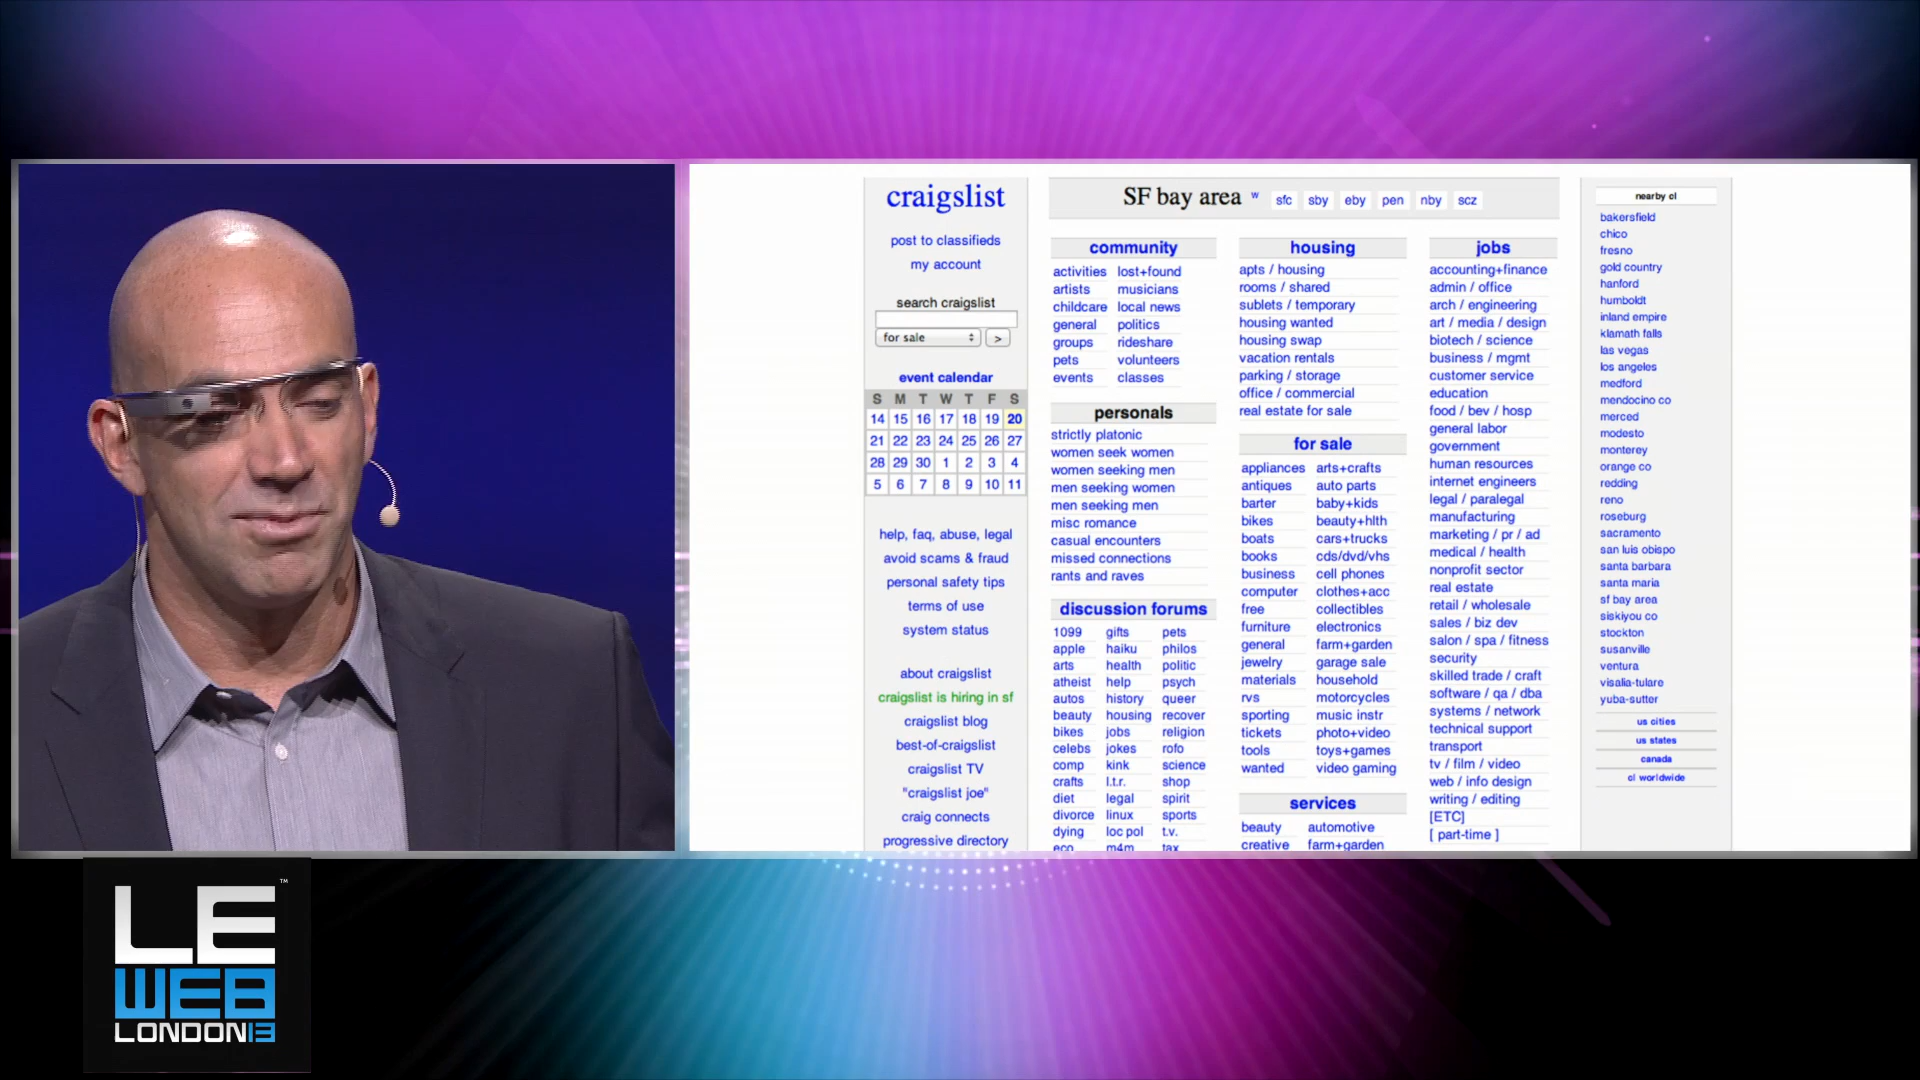 craigslist
post to classifieds
my account
search craigslist
for sale
>
event calendar
S M T W T F S
14 15 16 17 18 19 20
21 22 23 24 25 26 27
28 29 30 1 2 3 4
5 6 7 8 9 10 11
help, faq, abuse, legal
avoid scams & fraud
personal safety tips
terms of use
system status
about craigslist
craigslist is hiring in sf
craigslist blog
best-of-craigslist
craigslist TV
"craigslist joe"
craig connects
progressive directory
SF bay area w sfc sby eby pen nby scz
community
activities lost+found
artists musicians
childcare local news
general politics
groups rideshare
pets volunteers
events classes
personals
strictly platonic
women seek women
women seeking men
men seeking women
men seeking men
misc romance
casual encounters
missed connections
rants and raves
discussion forums
1099 gifts pets
apple haiku philos
arts health politic
atheist help psych
autos history queer
beauty housing recover
bikes jobs religion
celebs jokes rofo
comp kink science
crafts l.t.r. shop
diet legal spirit
divorce linux sports
dying loc pol t.v.
eco m4m tax
housing
apts / housing
rooms / shared
sublets / temporary
housing wanted
housing swap
vacation rentals
parking / storage
office / commercial
real estate for sale
for sale
appliances arts+crafts
antiques auto parts
barter baby+kids
bikes beauty+hlth
boats cars+trucks
books cds/dvd/vhs
business cell phones
computer clothes+acc
free collectibles
furniture electronics
general farm+garden
jewelry garage sale
materials household
rvs motorcycles
sporting music instr
tickets photo+video
tools toys+games
wanted video gaming
services
beauty automotive
creative farm+garden
jobs
accounting+finance
admin / office
arch / engineering
art / media / design
biotech / science
business / mgmt
customer service
education
food / bev / hosp
general labor
government
human resources
internet engineers
legal / paralegal
manufacturing
marketing / pr / ad
medical / health
nonprofit sector
real estate
retail / wholesale
sales / biz dev
salon / spa / fitness
security
skilled trade / craft
software / qa / dba
systems / network
technical support
transport
tv / film / video
web / info design
writing / editing
[ETC]
[ part-time ]
nearby cl
bakersfield
chico
fresno
gold country
hanford
humboldt
inland empire
klamath falls
las vegas
los angeles
medford
mendocino co
merced
modesto
monterey
orange co
redding
reno
roseburg
sacramento
san luis obispo
santa barbara
santa maria
sf bay area
siskiyou co
stockton
susanville
ventura
visalia-tulare
yuba-sutter
us cities
us states
canada
cl worldwide
LE™
WEB
LONDON13